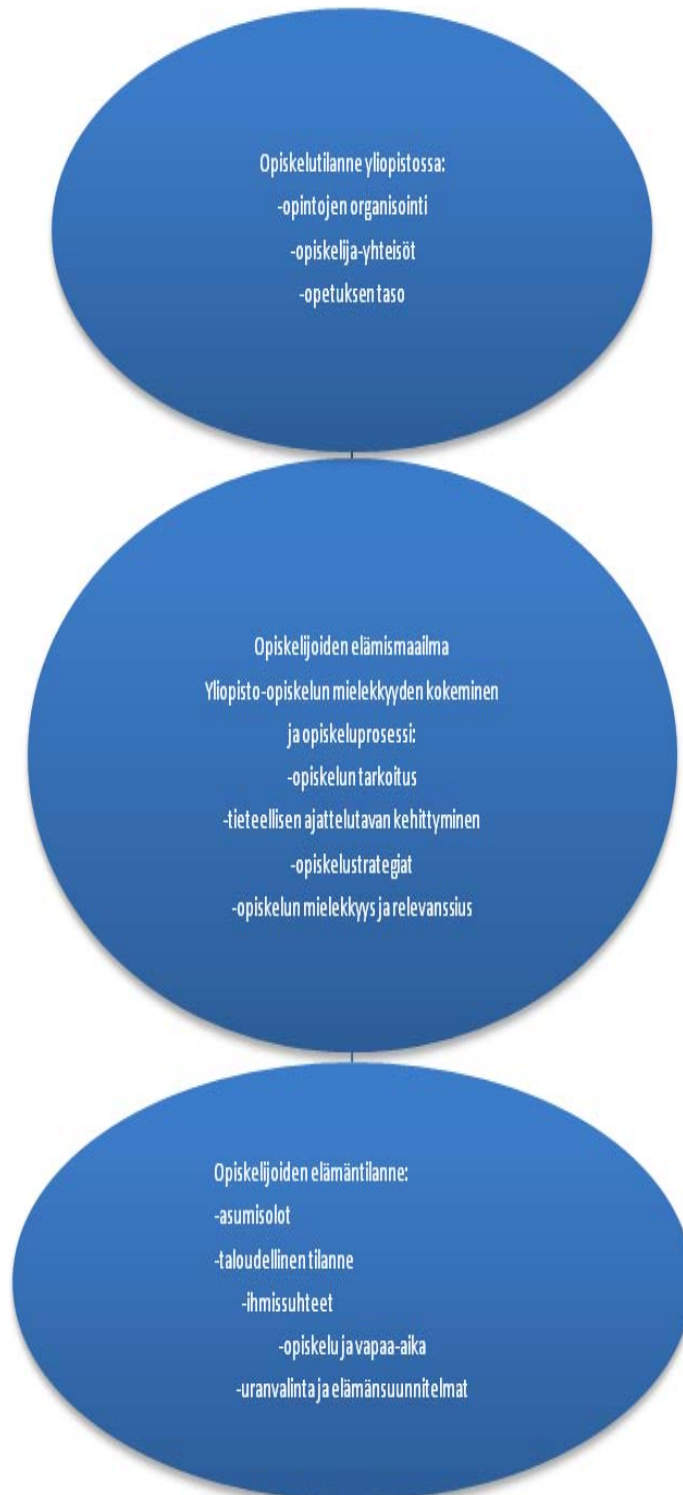 Opiskelutilanne yliopistossa:
-opintojen organisointi
-opiskelija-yhteisöt
-opetuksen taso
Opiskelijoiden elämismaailma
Yliopisto-opiskelun mielekkyyden kokeminen
ja opiskeluprosessi:
-opiskelun tarkoitus
-tieteellisen ajattelutavan kehittyminen
-opiskelustrategiat
-opiskelun mielekkyys ja relevanssius
Opiskelijoiden elämäntilanne:
-asumisolot
-taloudellinen tilanne
-ihmissuhteet
-opiskelu ja vapaa-aika
-uranvalinta ja elämänsuunnitelmat